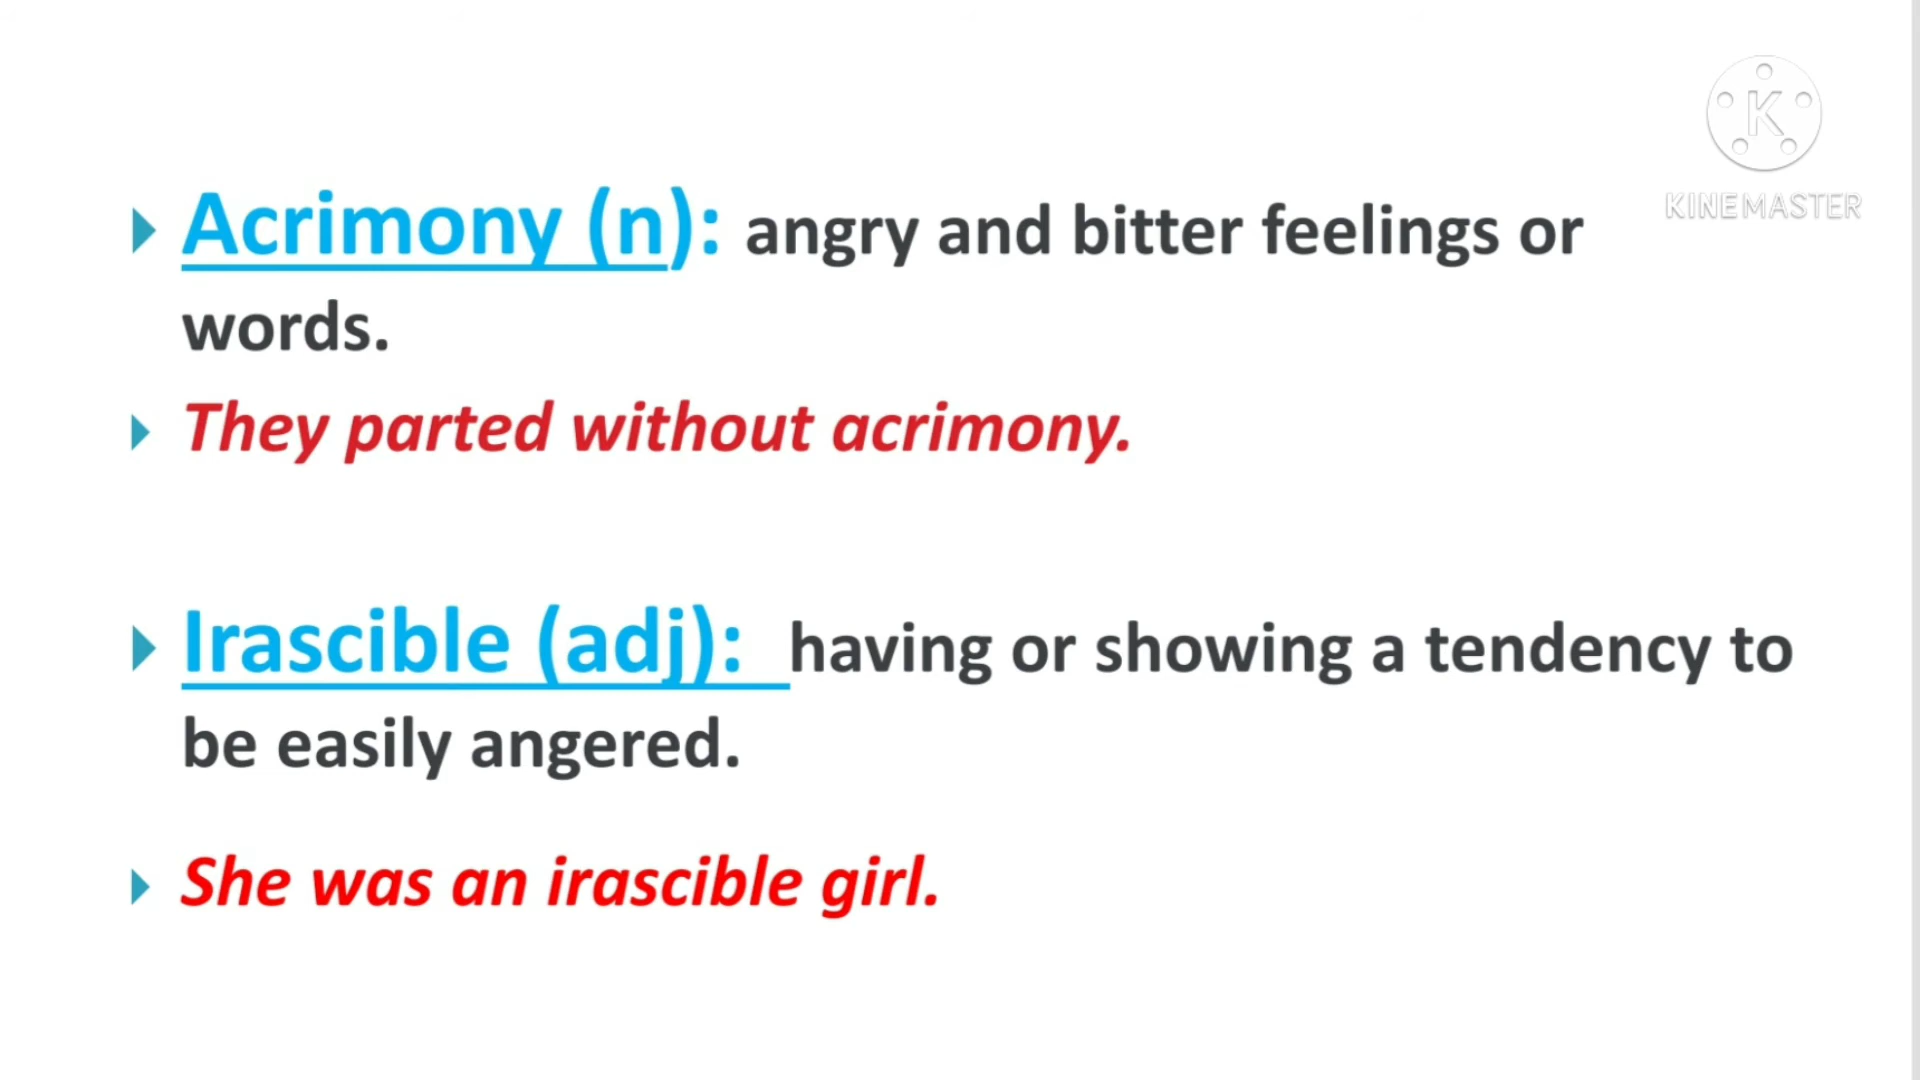 K
KINEMASTER
Acrimony (n): angry and bitter feelings or
words.
They parted without acrimony.
Irascible (adj): having or showing a tendency to
be easily angered.
She was an irascible girl.